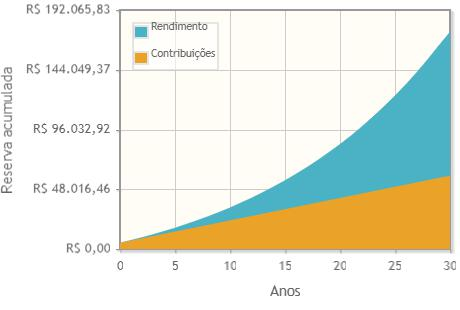 R$ 192.065,83
Rendimento
Contribuições
R$ 144.049,37
R$ 96.032,92
R$ 48.016,46
R$ 0,00
Reserva acumulada
0 5 10 15 20 25 30
Anos